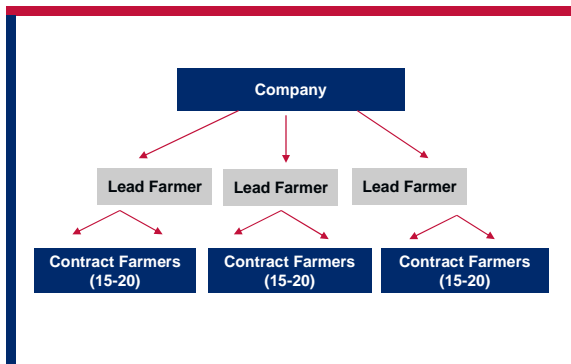 Company
Lead Farmer
Lead Farmer
Lead Farmer
Contract Farmers
(15-20)
Contract Farmers
(15-20)
Contract Farmers
(15-20)